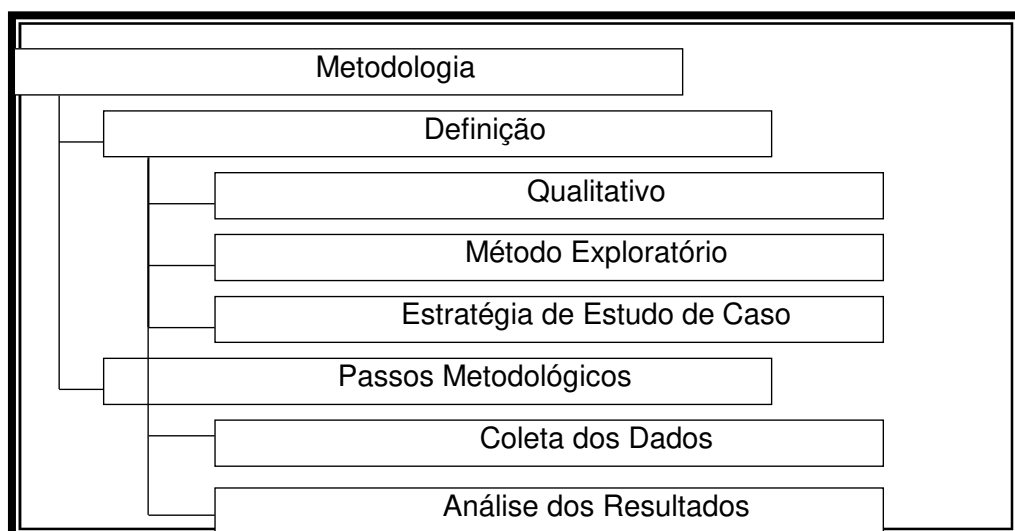 Metodologia
Definição
Qualitativo
Método Exploratório
Estratégia de Estudo de Caso
Passos Metodológicos
Coleta dos Dados
Análise dos Resultados